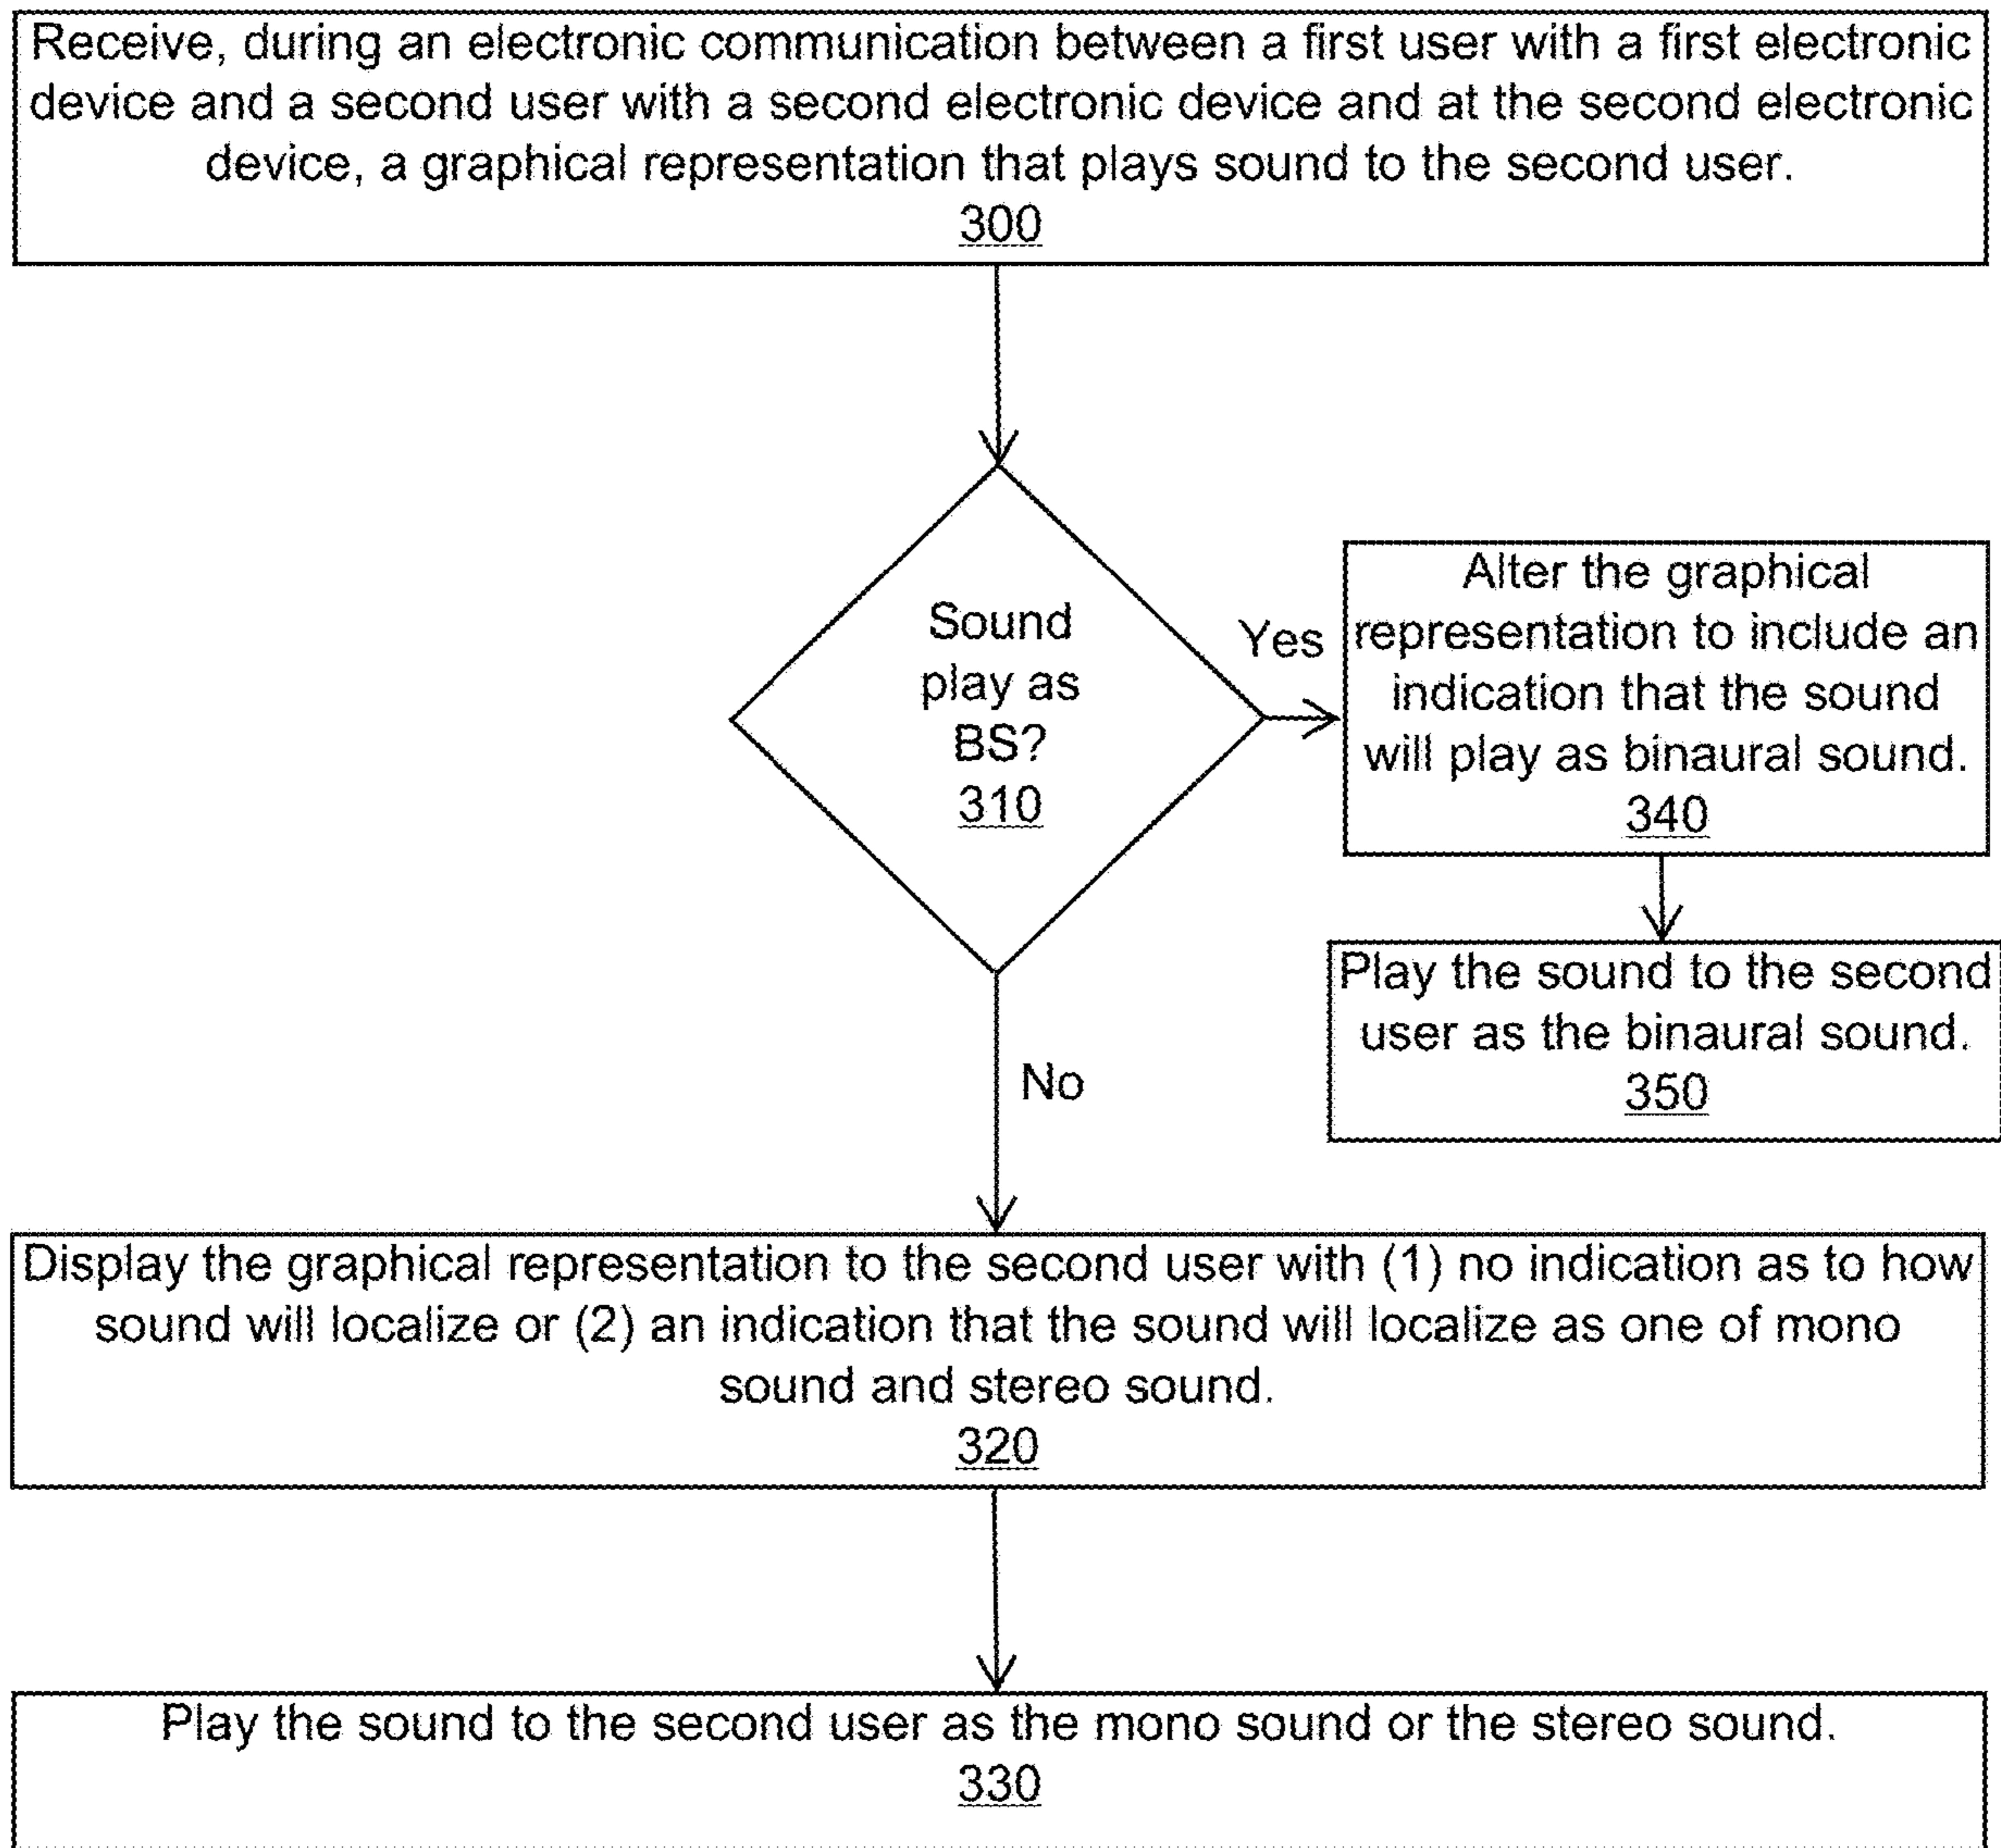 Receive, during an electronic communication between a first user with a first electronic
device and a second user with a second electronic device and at the second electronic
device, a graphical representation that plays sound to the second user.
300
Sound
play as
BS?
310
Yes
Alter the graphical
representation to include an
indication that the sound
will play as binaural sound.
340
Play the sound to the second
user as the binaural sound.
350
No
Display the graphical representation to the second user with (1) no indication as to how
sound will localize or (2) an indication that the sound will localize as one of mono
sound and stereo sound.
320
Play the sound to the second user as the mono sound or the stereo sound.
330